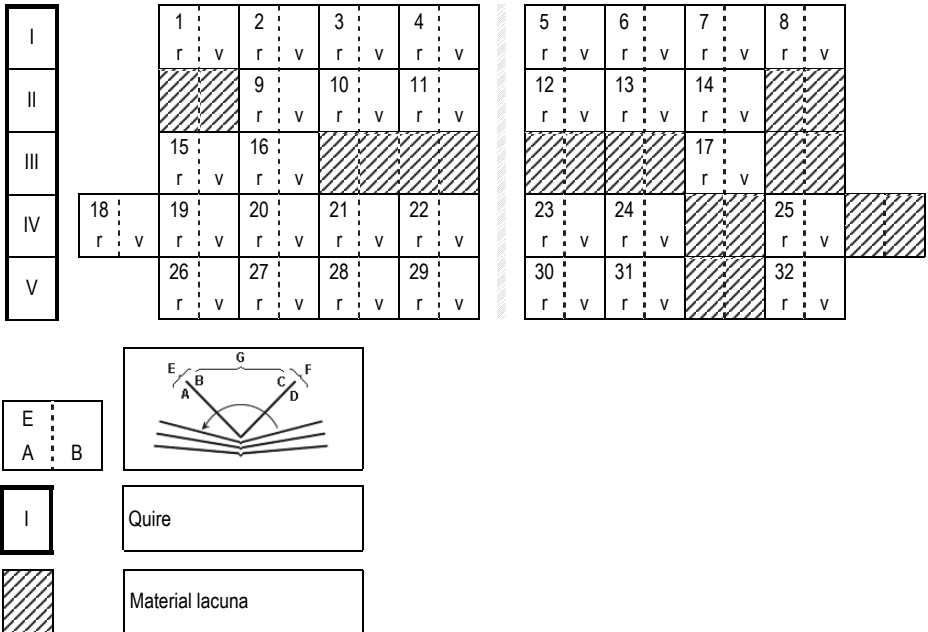 I 1 2 3 4 5 6 7 8
r v r v r v r v r v r v r v r v
II 9 10 11 12 13 14
r v r v r v r v r v r v
III 15 16 17
r v r v r v
IV 18 19 20 21 22 23 24 25
r v r v r v r v r v r v r v r v
V 26 27 28 29 30 31 32
r v r v r v r v r v r v r v
G
E F
B C
A D
E
A B
I Quire
Material lacuna